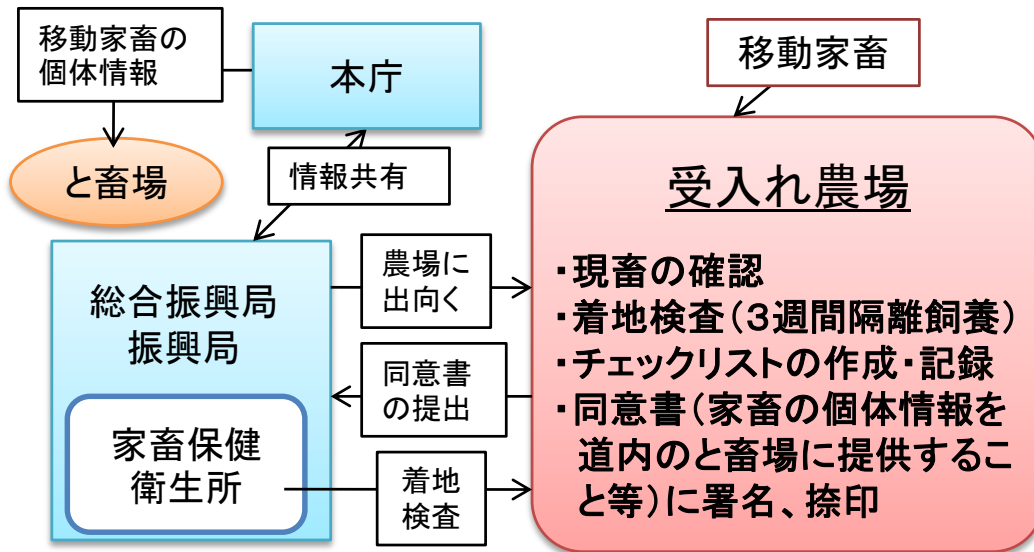 移動家畜の
個体情報
本庁
と畜場
情報共有
総合振興局
振興局
家畜保健
衛生所
農場に
出向く
同意書
の提出
着地
検査
移動家畜
受入れ農場
・現畜の確認
・着地検査（3週間隔離飼養）
・チェックリストの作成・記録
・同意書（家畜の個体情報を
道内のと畜場に提供するこ
と等）に署名、捺印